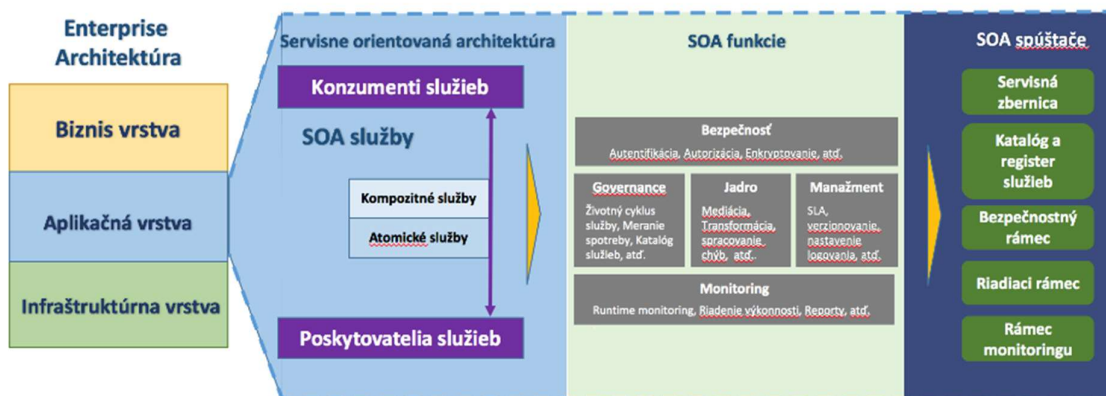 Enterprise
Architektúra
Biznis vrstva
Aplikačná vrstva
Infraštruktúrna vrstva
Servisne orientovaná architektúra
Konzumenti služieb
SOA služby
Kompozitné služby
Atomické služby
Poskytovatelia služieb
SOA funkcie
Bezpečnosť
Autentifikácia, Autorizácia, Enkryptovanie, atď.
Governance
Životný cyklus
služby, Meranie
spotreby, Katalóg
služieb, atď.
Jadro
Mediácia,
Transformácia,
spracovanie
chýb, atď..
Manažment
SLA,
verzionovanie,
nastavenie
logovania, atď.
Monitoring
Runtime monitoring, Riadenie výkonnosti, Reporty, atď.
SOA spúštače
Servisná
zbernica
Katalóg a
register
služieb
Bezpečnostný
rámec
Riadiaci rámec
Rámec
monitoringu